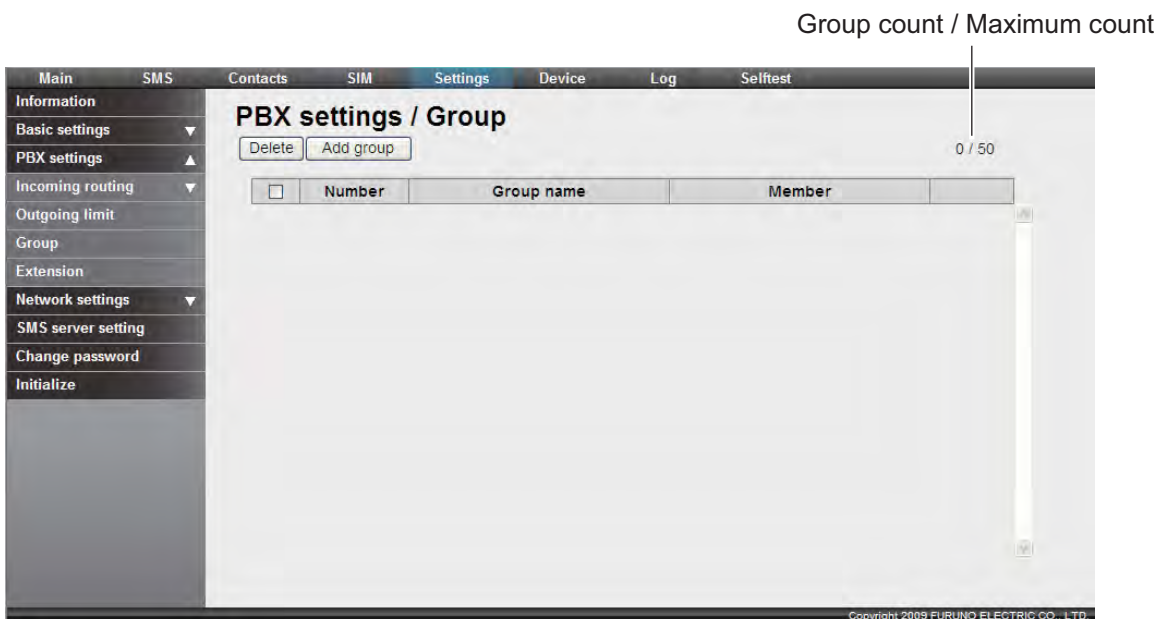 Group count / Maximum count
Main SMS Contacts SIM Settings Device Log Selftest
Information
Basic settings ▼
PBX settings ▲
Incoming routing ▼
Outgoing limit
Group
Extension
Network settings ▼
SMS server setting
Change password
Initialize
PBX settings / Group
Delete Add group
0 / 50
Number Group name Member
Copyright 2009 FURUNO ELECTRIC CO., LTD.